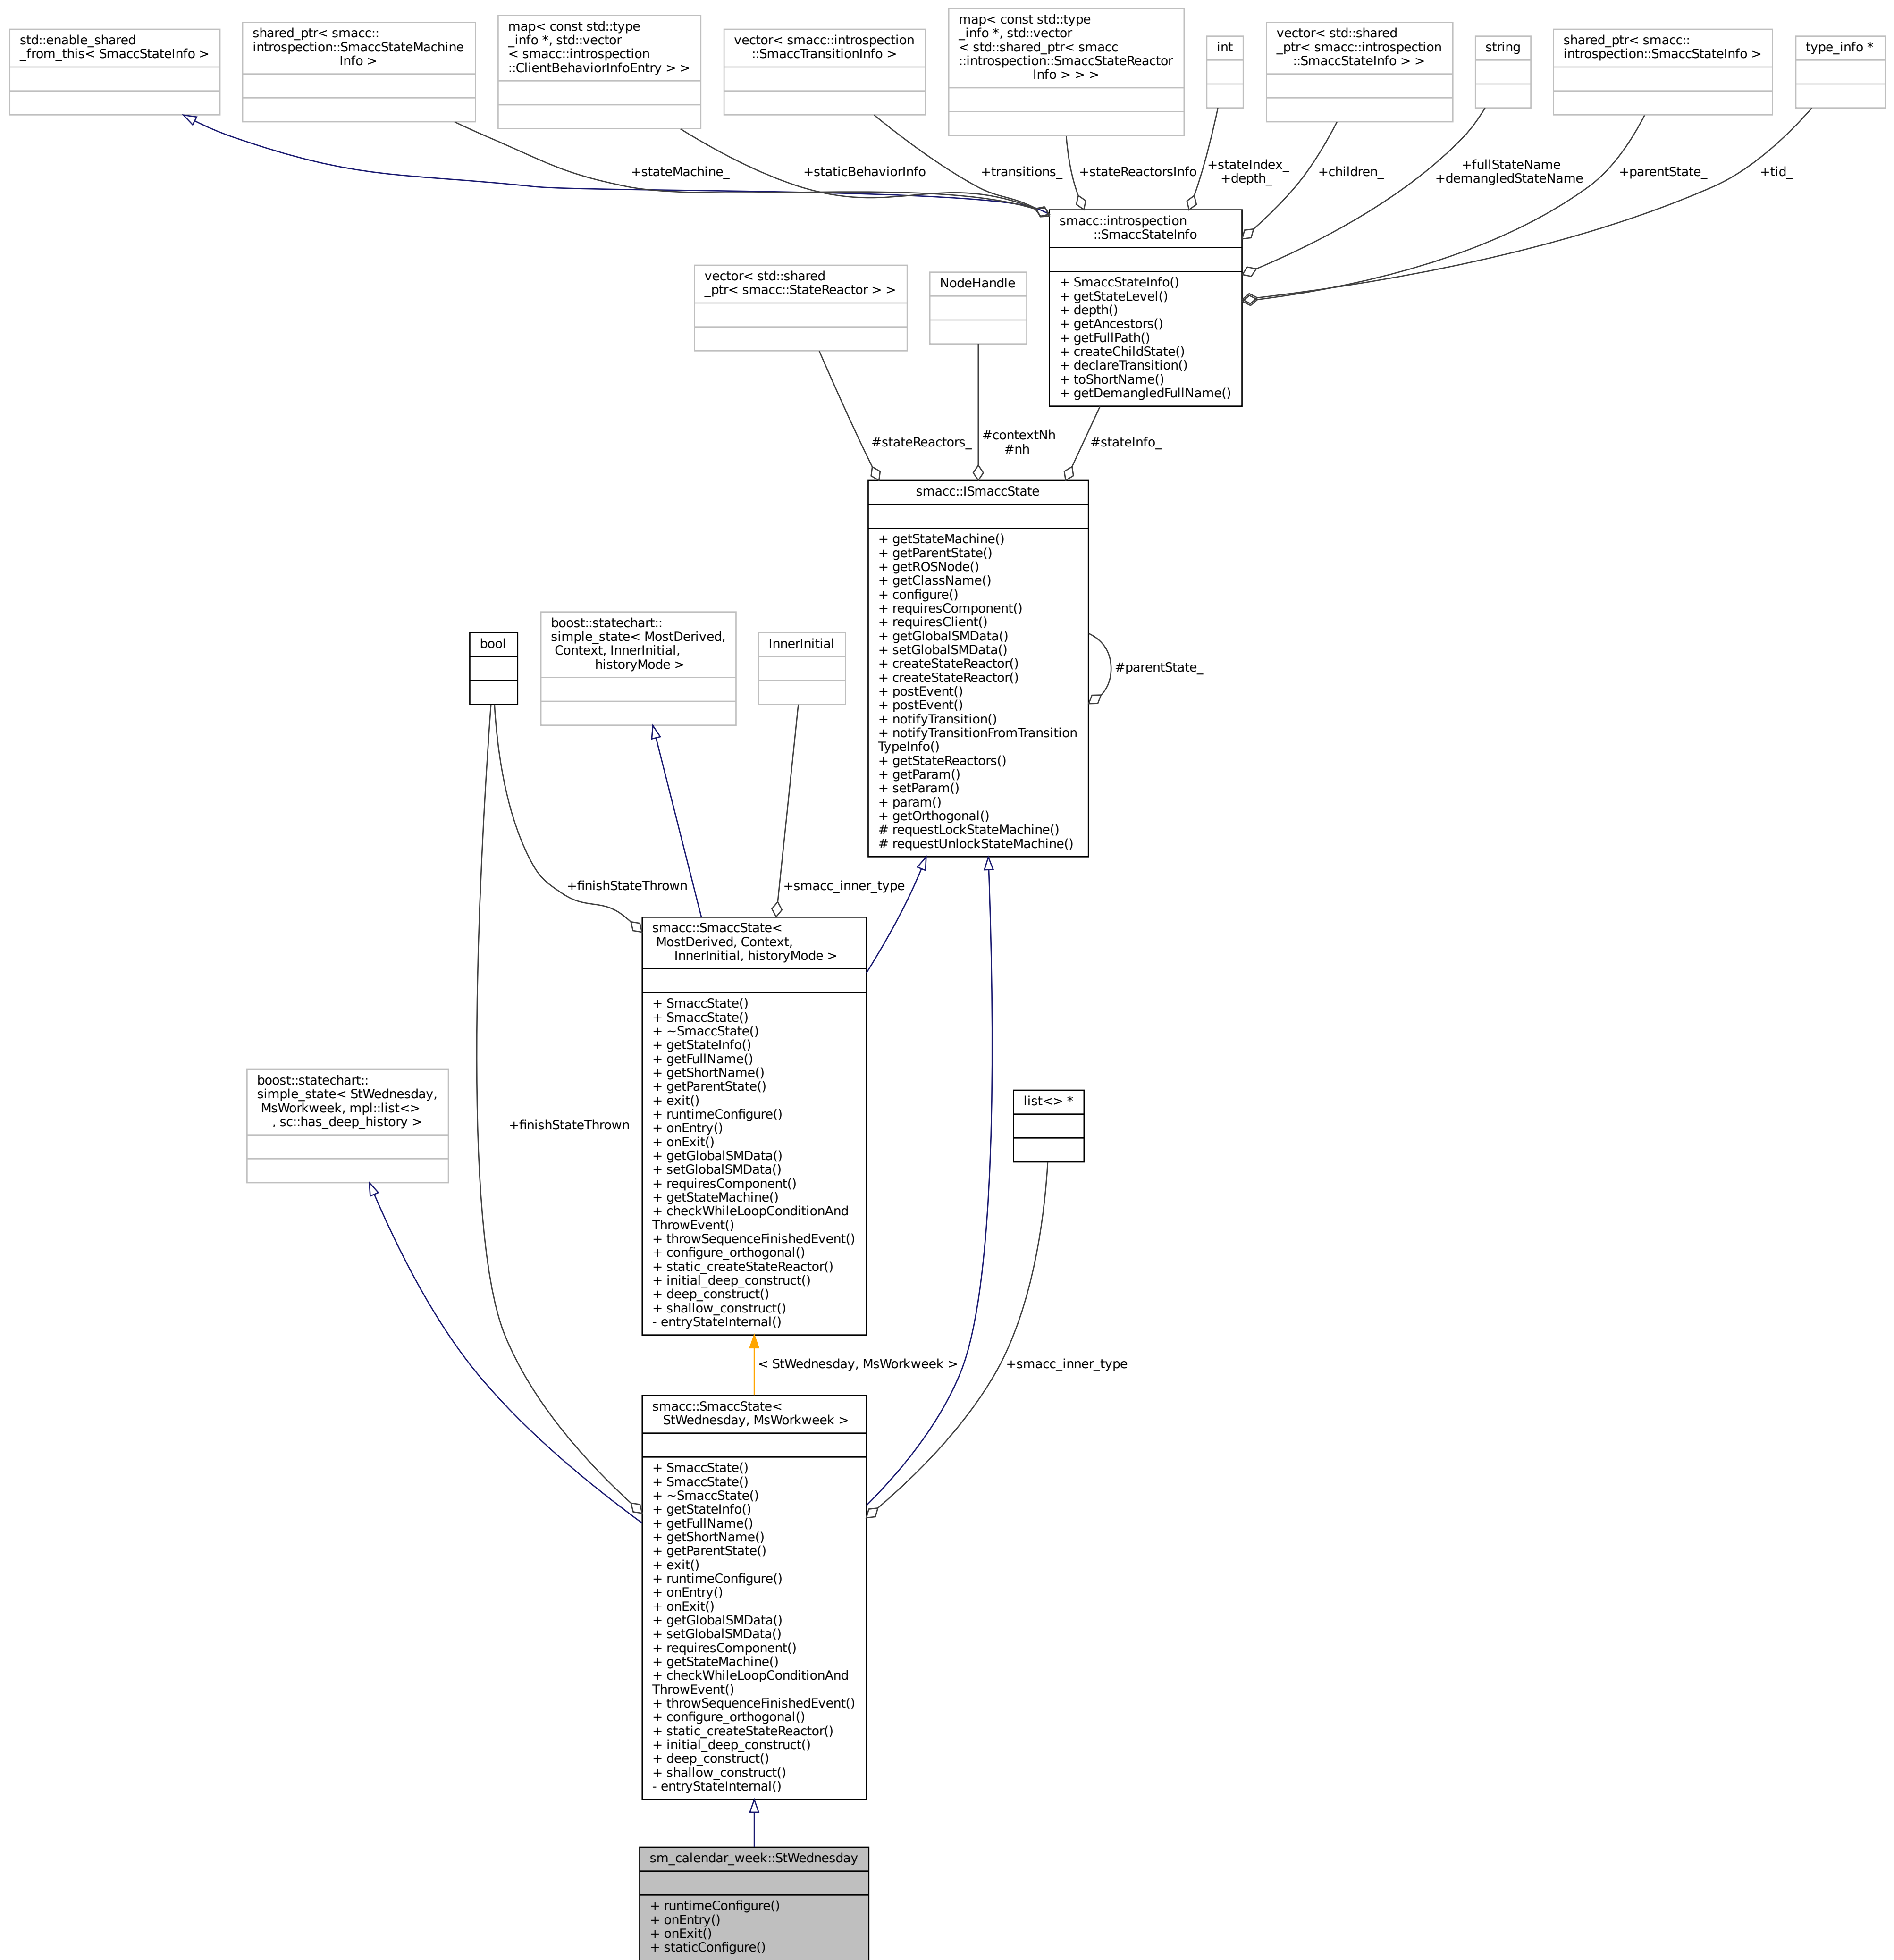 std::enable_shared
_from_this< SmaccStateInfo >
shared_ptr< smacc::
introspection::SmaccStateMachine
Info >
map< const std::type
_info *, std::vector
< smacc::introspection
::ClientBehaviorInfoEntry > >
vector< smacc::introspection
::SmaccTransitionInfo >
map< const std::type
_info *, std::vector
< std::shared_ptr< smacc
::introspection::SmaccStateReactor
Info > > >
int
vector< std::shared
_ptr< smacc::introspection
::SmaccStateInfo > >
string
shared_ptr< smacc::
introspection::SmaccStateInfo >
type_info *
+stateMachine_
+staticBehaviorInfo
+transitions_
+stateReactorsInfo
+stateIndex_
+depth_
+children_
+fullStateName
+demangledStateName
+parentState_
+tid_
smacc::introspection
::SmaccStateInfo
+ SmaccStateInfo()
+ getStateLevel()
+ depth()
+ getAncestors()
+ getFullPath()
+ createChildState()
+ declareTransition()
+ toShortName()
+ getDemangledFullName()
vector< std::shared
_ptr< smacc::StateReactor > >
NodeHandle
#stateReactors_
#contextNh
#nh
#stateInfo_
smacc::ISmaccState
+ getStateMachine()
+ getParentState()
+ getROSNode()
+ getClassName()
+ configure()
+ requiresComponent()
+ requiresClient()
+ getGlobalSMData()
+ setGlobalSMData()
+ createStateReactor()
+ createStateReactor()
+ postEvent()
+ postEvent()
+ notifyTransition()
+ notifyTransitionFromTransition
TypeInfo()
+ getStateReactors()
+ getParam()
+ setParam()
+ param()
+ getOrthogonal()
# requestLockStateMachine()
# requestUnlockStateMachine()
#parentState_
bool
boost::statechart::
simple_state< MostDerived,
Context, InnerInitial,
historyMode >
InnerInitial
+finishStateThrown
+smacc_inner_type
smacc::SmaccState<
MostDerived, Context,
InnerInitial, historyMode >
+ SmaccState()
+ SmaccState()
+ ~SmaccState()
+ getStateInfo()
+ getFullName()
+ getShortName()
+ getParentState()
+ exit()
+ runtimeConfigure()
+ onEntry()
+ onExit()
+ getGlobalSMData()
+ setGlobalSMData()
+ requiresComponent()
+ getStateMachine()
+ checkWhileLoopConditionAnd
ThrowEvent()
+ throwSequenceFinishedEvent()
+ configure_orthogonal()
+ static_createStateReactor()
+ initial_deep_construct()
+ deep_construct()
+ shallow_construct()
- entryStateInternal()
boost::statechart::
simple_state< StWednesday,
MsWorkweek, mpl::list<>
, sc::has_deep_history >
+finishStateThrown
list<> *
< StWednesday, MsWorkweek >
+smacc_inner_type
smacc::SmaccState<
StWednesday, MsWorkweek >
+ SmaccState()
+ SmaccState()
+ ~SmaccState()
+ getStateInfo()
+ getFullName()
+ getShortName()
+ getParentState()
+ exit()
+ runtimeConfigure()
+ onEntry()
+ onExit()
+ getGlobalSMData()
+ setGlobalSMData()
+ requiresComponent()
+ getStateMachine()
+ checkWhileLoopConditionAnd
ThrowEvent()
+ throwSequenceFinishedEvent()
+ configure_orthogonal()
+ static_createStateReactor()
+ initial_deep_construct()
+ deep_construct()
+ shallow_construct()
- entryStateInternal()
sm_calendar_week::StWednesday
+ runtimeConfigure()
+ onEntry()
+ onExit()
+ staticConfigure()